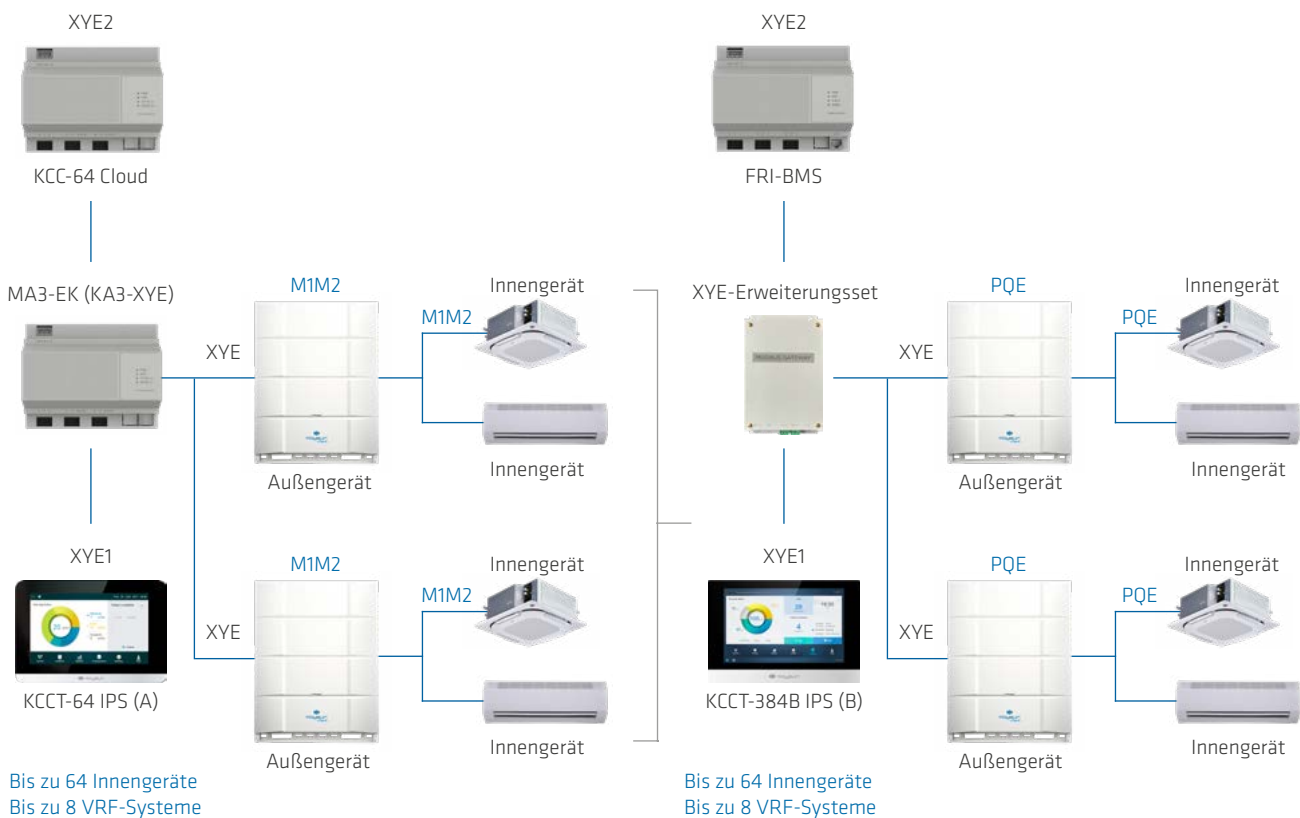 XYE2
KCC-64 Cloud
MA3-EK (KA3-XYE)
XYE1
KCCT-64 IPS (A)
Bis zu 64 Innengeräte
Bis zu 8 VRF-Systeme
XYE
M1M2
Außengerät
M1M2
Innengerät
Innengerät
XYE
M1M2
Außengerät
M1M2
Innengerät
Innengerät
XYE2
FRI-BMS
XYE-Erweiterungsset
MODBUS GATEWAY
XYE1
KCCT-384B IPS (B)
Bis zu 64 Innengeräte
Bis zu 8 VRF-Systeme
XYE
PQE
Außengerät
PQE
Innengerät
Innengerät
XYE
PQE
Außengerät
PQE
Innengerät
Innengerät